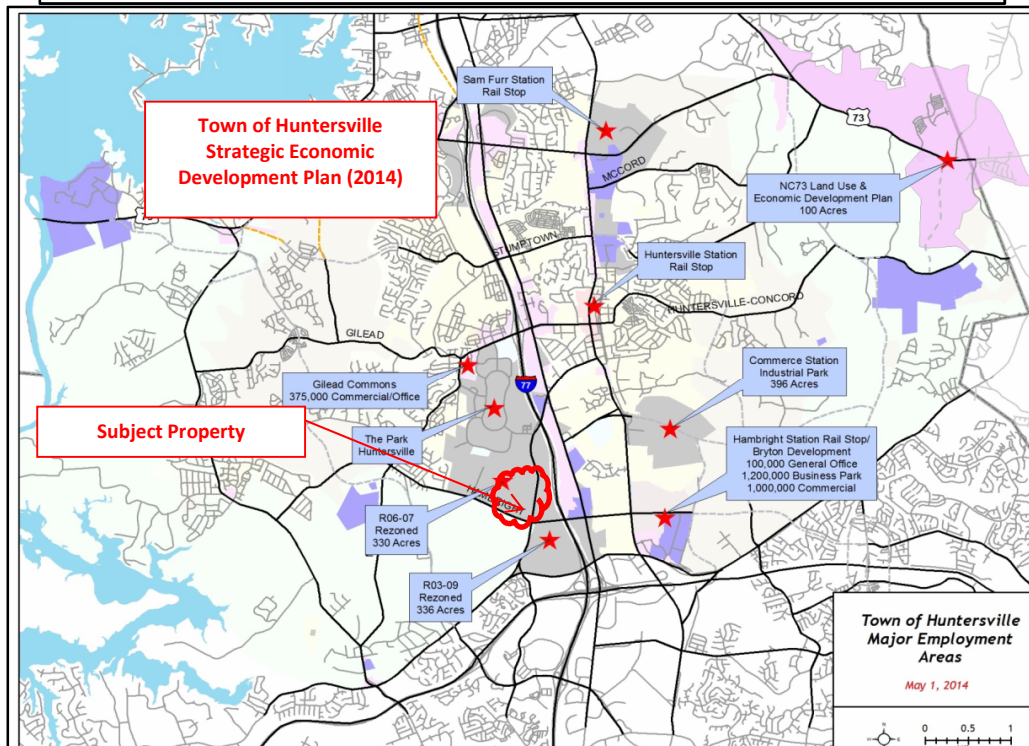 Town of Huntersville
Strategic Economic
Development Plan (2014)
Sam Furr Station
Rail Stop
73
MCCORD
NC73 Land Use &
Economic Development Plan
100 Acres
STUMPTOWN
Huntersville Station
Rail Stop
HUNTERSVILLE-CONCORD
GILEAD
Gilead Commons
375,000 Commercial/Office
77
Commerce Station
Industrial Park
396 Acres
Subject Property
The Park
Huntersville
Hambright Station Rail Stop/
Bryton Development
100,000 General Office
1,200,000 Business Park
1,000,000 Commercial
R06-07
Rezoned
330 Acres
R03-09
Rezoned
336 Acres
Town of Huntersville
Major Employment
Areas
May 1, 2014
0 0.5 1